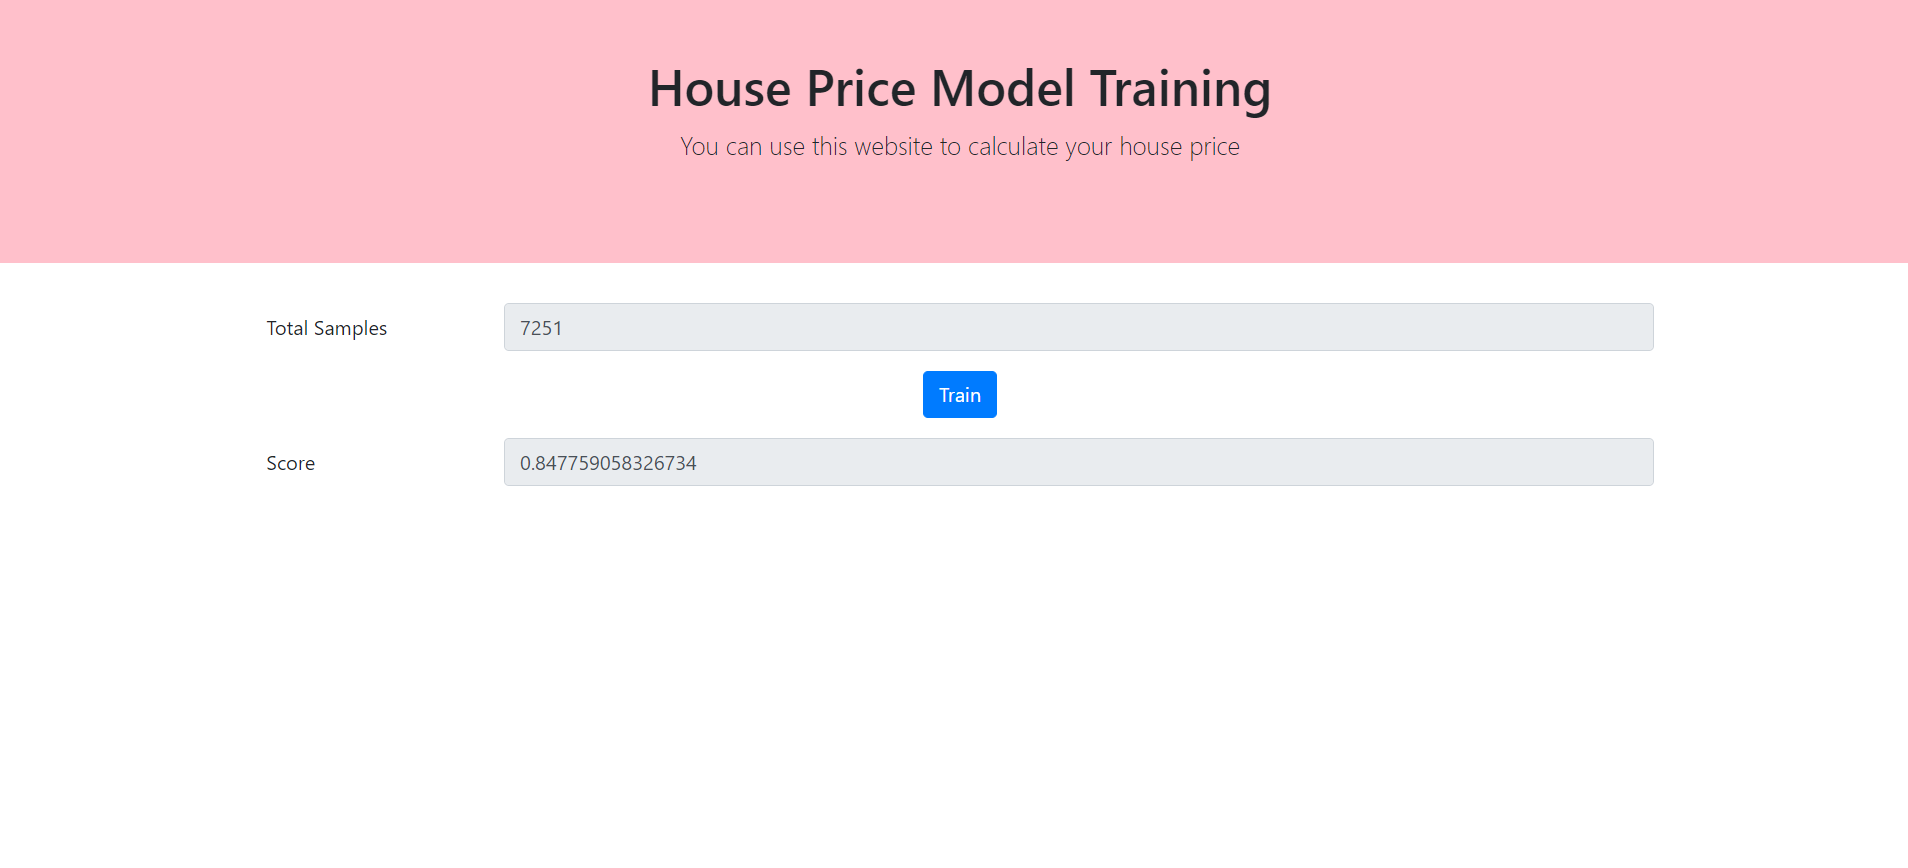 House Price Model Training
You can use this website to calculate your house price
Total Samples 7251
Train
Score 0.847759058326734